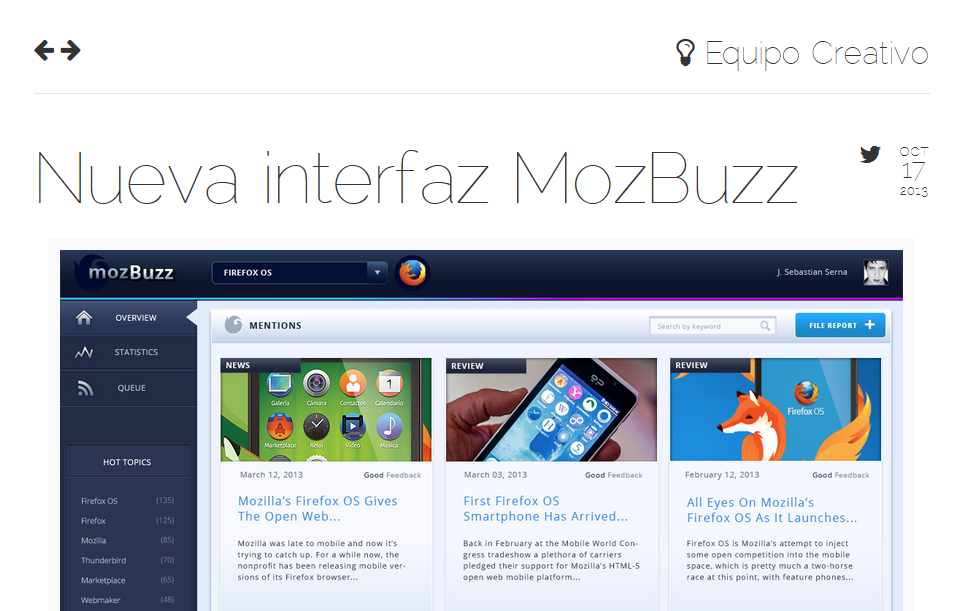 Equipo Creativo
Nueva interfaz MozBuzz
OCT
17
2013
mozBuzz
FIREFOX OS
J. Sebastian Serna
OVERVIEW
STATISTICS
QUEUE
HOT TOPICS
Firefox OS (135)
Firefox (125)
Mozilla (85)
Thunderbird (70)
Marketplace (65)
Webmaker (48)
MENTIONS
Search by keyword
FILE REPORT +
NEWS
Galería Cámara Contactos Calendario
1
Marketplace Reloj Video Música
March 12, 2013 Good Feedback
Mozilla's Firefox OS Gives
The Open Web...
Mozilla was late to mobile and now it's
trying to catch up. For a while now, the
nonprofit has been releasing mobile ver-
sions of its Firefox browser...
REVIEW
March 03, 2013 Good Feedback
First Firefox OS
Smartphone Has Arrived...
Back in February at the Mobile World Con-
gress tradeshow a plethora of carriers
pledged their support for Mozilla's HTML-5
open web mobile platform...
REVIEW
Firefox OS
February 12, 2013 Good Feedback
All Eyes On Mozilla's
Firefox OS As It Launches...
Firefox OS is Mozilla's attempt to inject
some open competition into the mobile
space, which is pretty much a two-horse
race at this point, with feature phones...